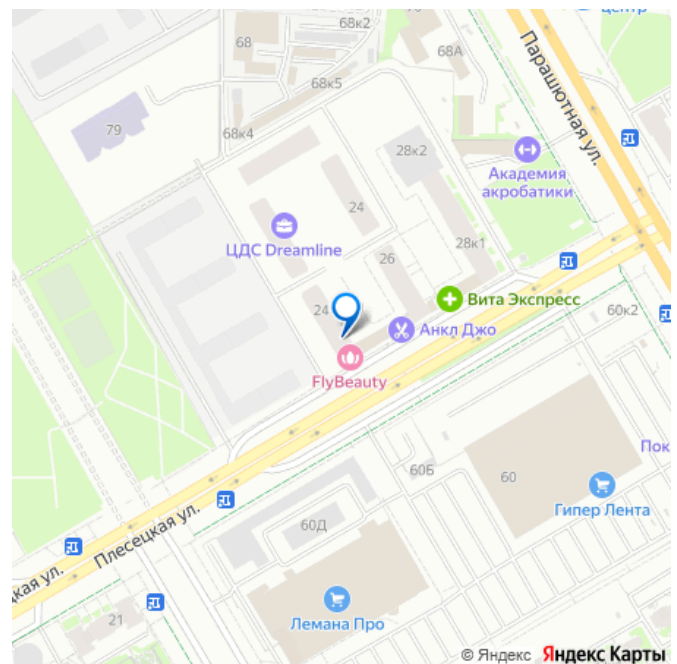 центр
68к2
68
68А
68к5
Парашютная ул.
79
68к4
28к2
Академия
акробатики
24
ЦДС Dreamline
28к1
26
24
Вита Экспресс
60к2
Анкл Джо
FlyBeauty
Пок
60Б
60
Гипер Лента
Плесецкая ул.
60Д
цкая ул.
21
Лемана Про
© Яндекс Яндекс Карты